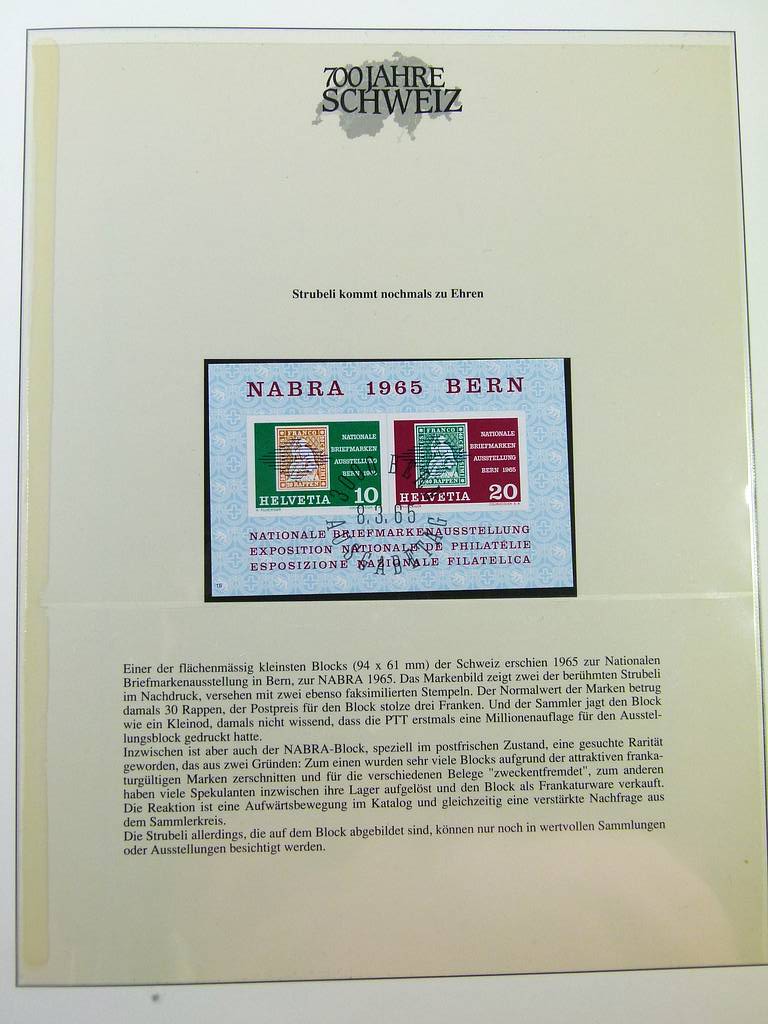 700 JAHRE
SCHWEIZ
Strubeli kommt nochmals zu Ehren
NABRA 1965 BERN
FRANCO
10 RAPPEN
NATIONALE
BRIEFMARKEN
AUSSTELLUNG
BERN 1965
HELVETIA 10
FRANCO
40 RAPPEN
NATIONALE
BRIEFMARKEN
AUSSTELLUNG
BERN 1965
HELVETIA 20
8.3.65
AUSGABETAG
NATIONALE BRIEFMARKENAUSSTELLUNG
EXPOSITION NATIONALE DE PHILATÉLIE
ESPOSIZIONE NAZIONALE FILATELICA
Einer der flächenmässig kleinsten Blocks (94 x 61 mm) der Schweiz erschien 1965 zur Nationalen
Briefmarkenausstellung in Bern, zur NABRA 1965. Das Markenbild zeigt zwei der berühmten Strubeli
im Nachdruck, versehen mit zwei ebenso faksimilierten Stempeln. Der Normalwert der Marken betrug
damals 30 Rappen, der Postpreis für den Block stolze drei Franken. Und der Sammler jagt den Block
wie ein Kleinod, damals nicht wissend, dass die PTT erstmals eine Millionenauflage für den Ausstel-
lungsblock gedruckt hatte.
Inzwischen ist aber auch der NABRA-Block, speziell im postfrischen Zustand, eine gesuchte Rarität
geworden, das aus zwei Gründen: Zum einen wurden sehr viele Blocks aufgrund der attraktiven franka-
turgültigen Marken zerschnitten und für die verschiedenen Belege "zweckentfremdet", zum anderen
haben viele Spekulanten inzwischen ihre Lager aufgelöst und den Block als Frankaturware verkauft.
Die Reaktion ist eine Aufwärtsbewegung im Katalog und gleichzeitig eine verstärkte Nachfrage aus
dem Sammlerkreis.
Die Strubeli allerdings, die auf dem Block abgebildet sind, können nur noch in wertvollen Sammlungen
oder Ausstellungen besichtigt werden.